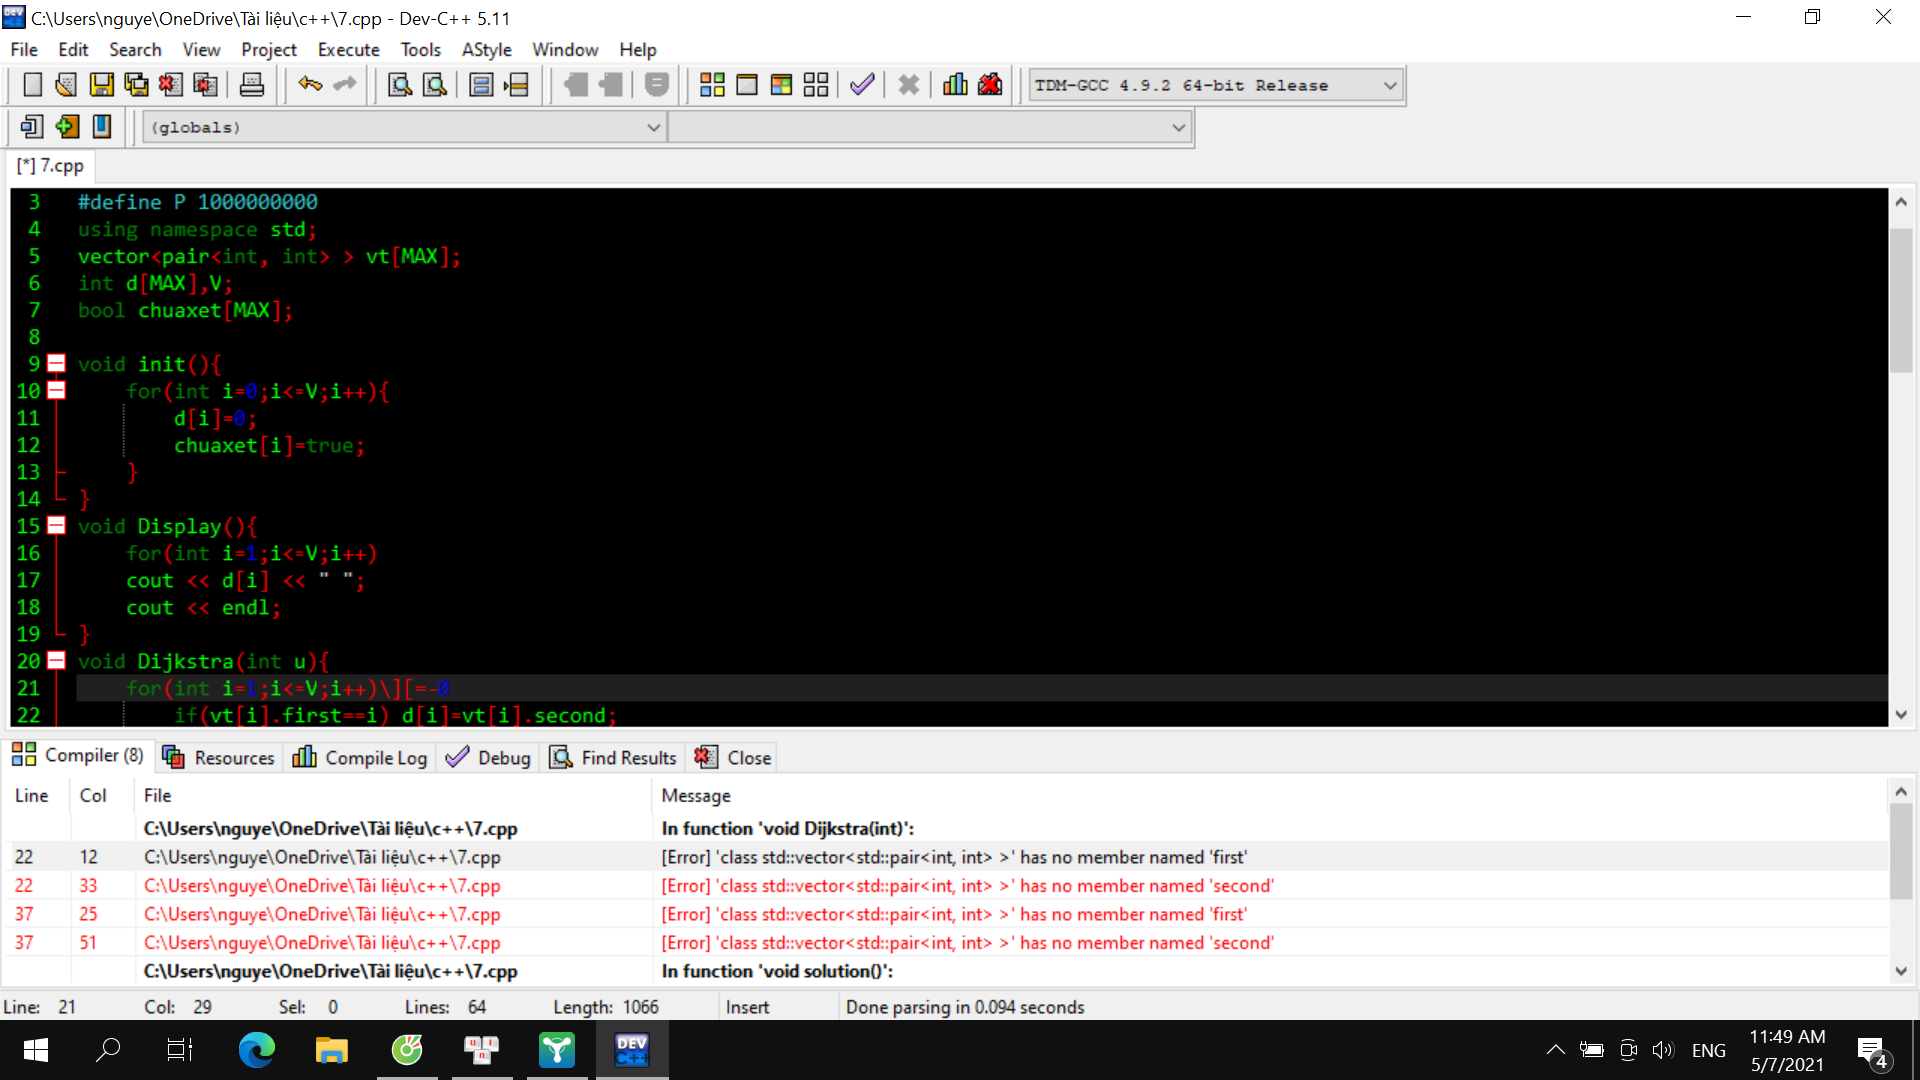 C:\Users\nguye\OneDrive\Tài liệu\c++\7.cpp - Dev-C++ 5.11
File Edit Search View Project Execute Tools AStyle Window Help
TDM-GCC 4.9.2 64-bit Release
(globals)
[*] 7.cpp
3 #define P 1000000000
4 using namespace std;
5 vector<pair<int, int> > vt[MAX];
6 int d[MAX],V;
7 bool chuaxet[MAX];
8
9 void init(){
10 for(int i=0;i<=V;i++){
11 d[i]=0;
12 chuaxet[i]=true;
13 }
14 }
15 void Display(){
16 for(int i=1;i<=V;i++)
17 cout << d[i] << " ";
18 cout << endl;
19 }
20 void Dijkstra(int u){
21 for(int i=1;i<=V;i++)\][=-0
22 if(vt[i].first==i) d[i]=vt[i].second;
Compiler (8) Resources Compile Log Debug Find Results Close
Line Col File Message
C:\Users\nguye\OneDrive\Tài liệu\c++\7.cpp In function 'void Dijkstra(int)':
22 12 C:\Users\nguye\OneDrive\Tài liệu\c++\7.cpp [Error] 'class std::vector<std::pair<int, int> >' has no member named 'first'
22 33 C:\Users\nguye\OneDrive\Tài liệu\c++\7.cpp [Error] 'class std::vector<std::pair<int, int> >' has no member named 'second'
37 25 C:\Users\nguye\OneDrive\Tài liệu\c++\7.cpp [Error] 'class std::vector<std::pair<int, int> >' has no member named 'first'
37 51 C:\Users\nguye\OneDrive\Tài liệu\c++\7.cpp [Error] 'class std::vector<std::pair<int, int> >' has no member named 'second'
C:\Users\nguye\OneDrive\Tài liệu\c++\7.cpp In function 'void solution()':
Line: 21 Col: 29 Sel: 0 Lines: 64 Length: 1066 Insert Done parsing in 0.094 seconds
DEV C++
ENG
11:49 AM
5/7/2021
4